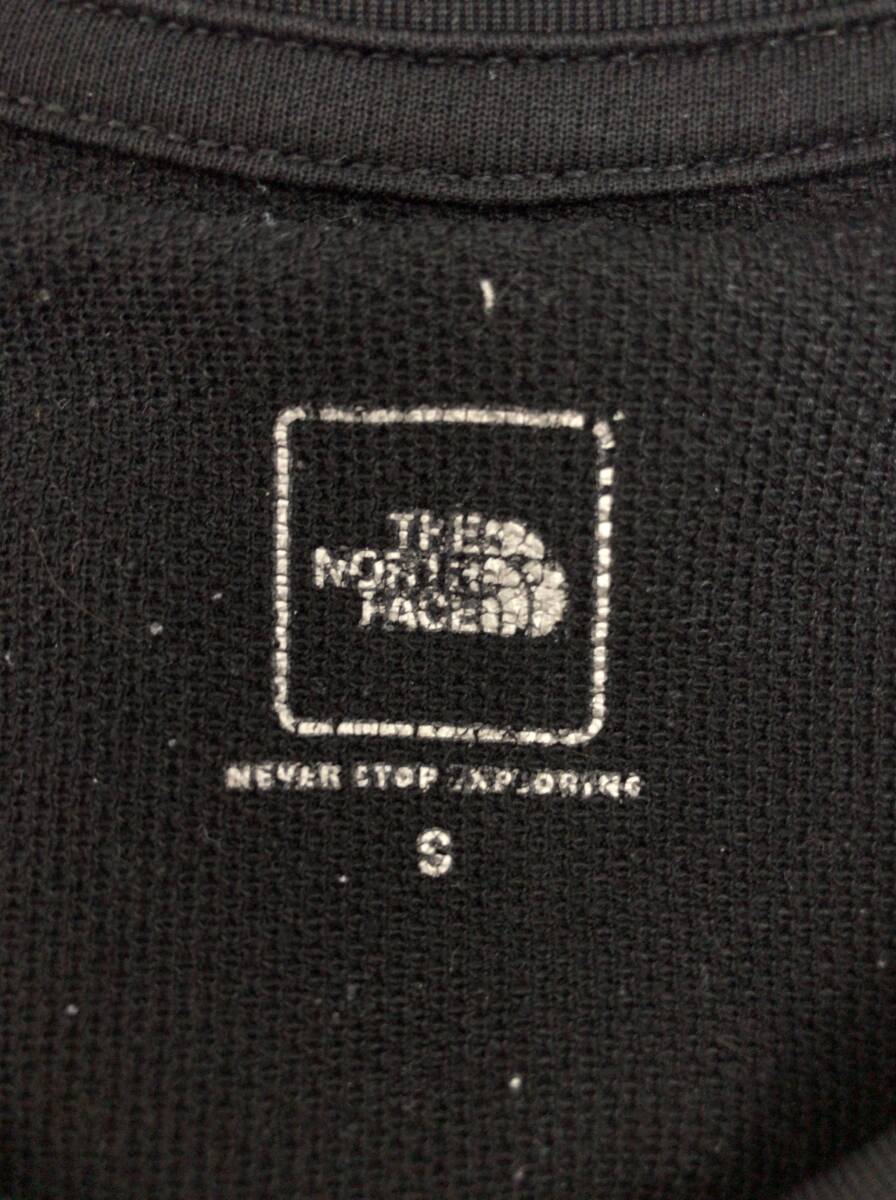 THE
NORTH
FACE
NEVER STOP EXPLORING
S